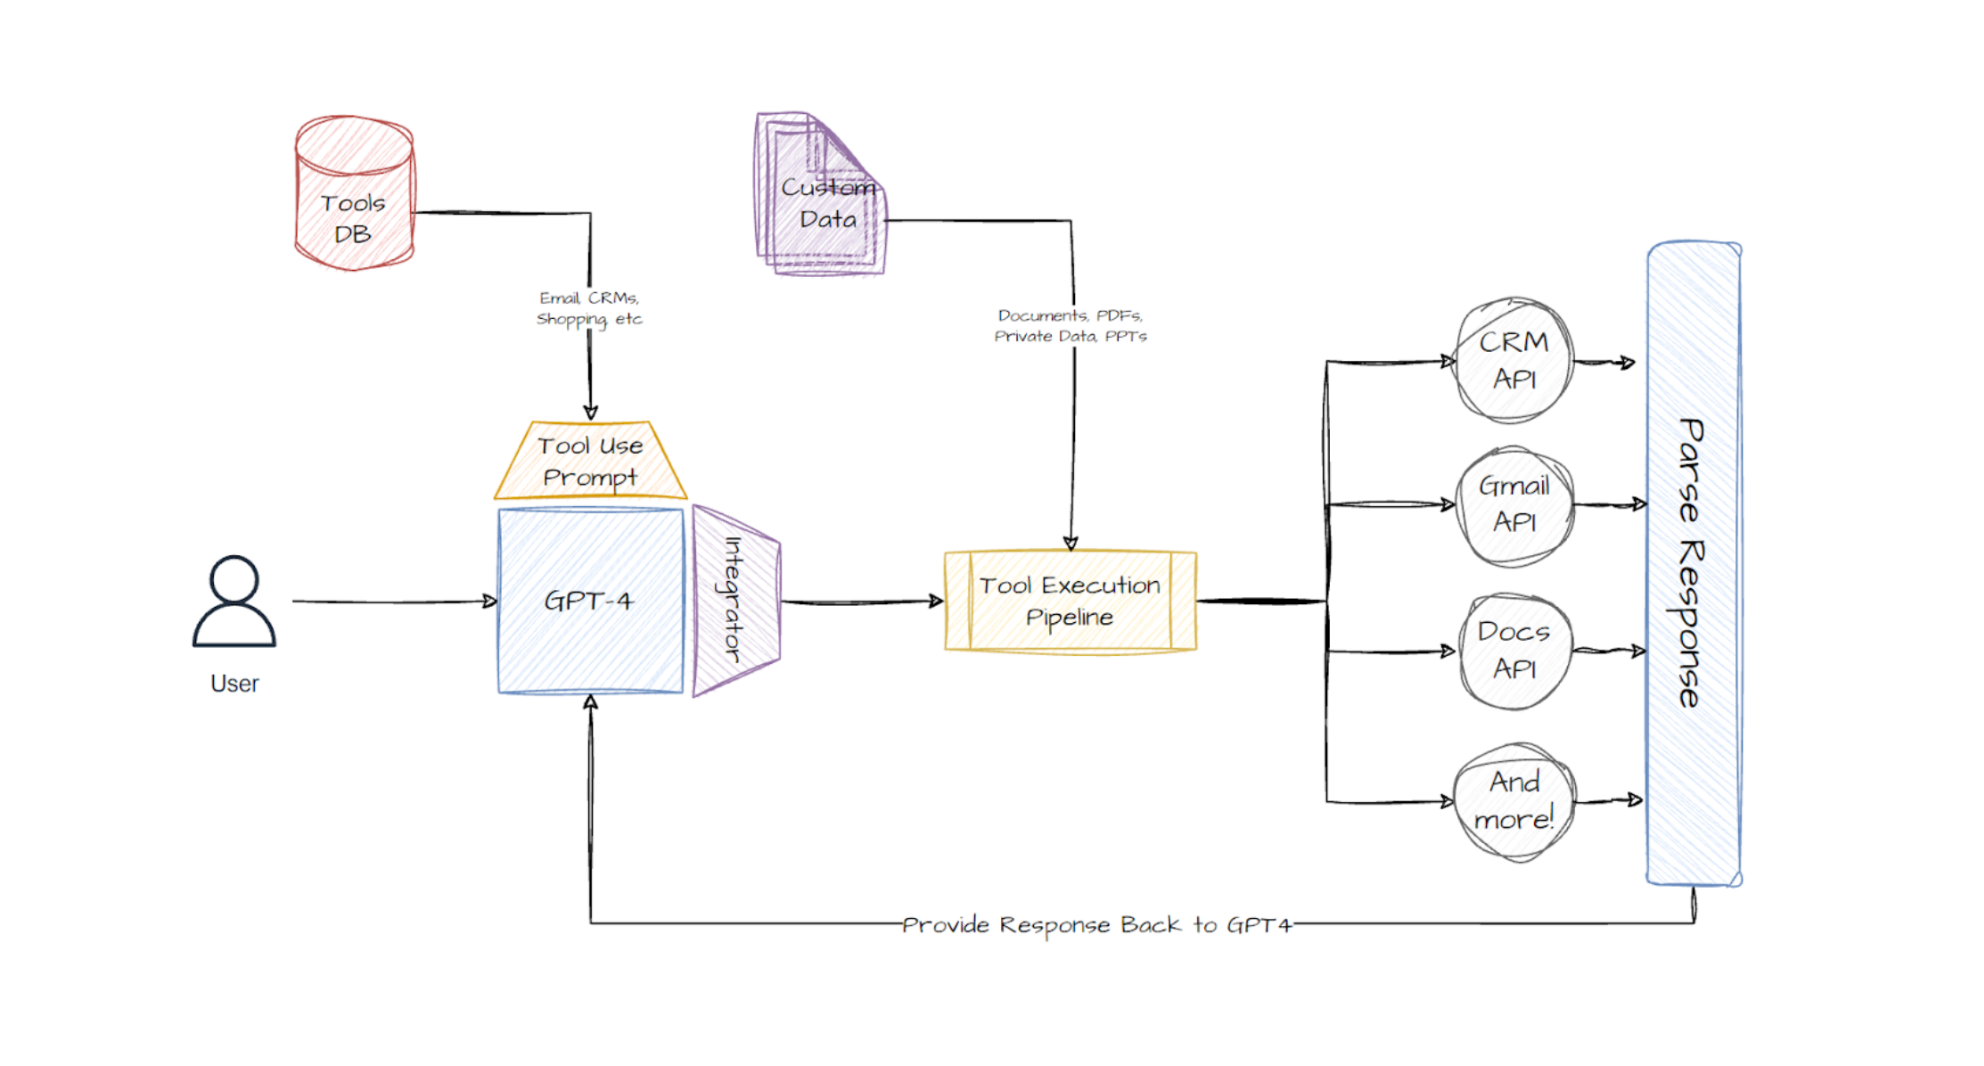 Tools
DB
Custom
Data
Email, CRMs,
Shopping, etc
Documents, PDFs,
Private Data, PPTs
Tool Use
Prompt
GPT-4
Integrator
User
Tool Execution
Pipeline
CRM
API
Gmail
API
Docs
API
And
more!
Parse Response
Provide Response Back to GPT4